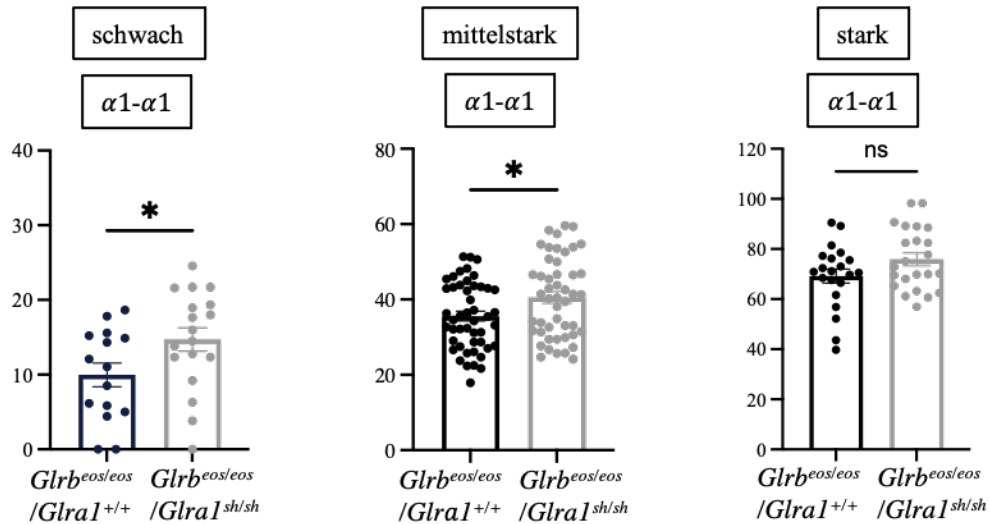 schwach
α1-α1
40
30
20
10
0
*
Glrb^eos/eos
/Glra1^+/+
Glrb^eos/eos
/Glra1^sh/sh
mittelstark
α1-α1
80
60
40
20
0
*
Glrb^eos/eos
/Glra1^+/+
Glrb^eos/eos
/Glra1^sh/sh
stark
α1-α1
120
100
80
60
40
20
0
ns
Glrb^eos/eos
/Glra1^+/+
Glrb^eos/eos
/Glra1^sh/sh